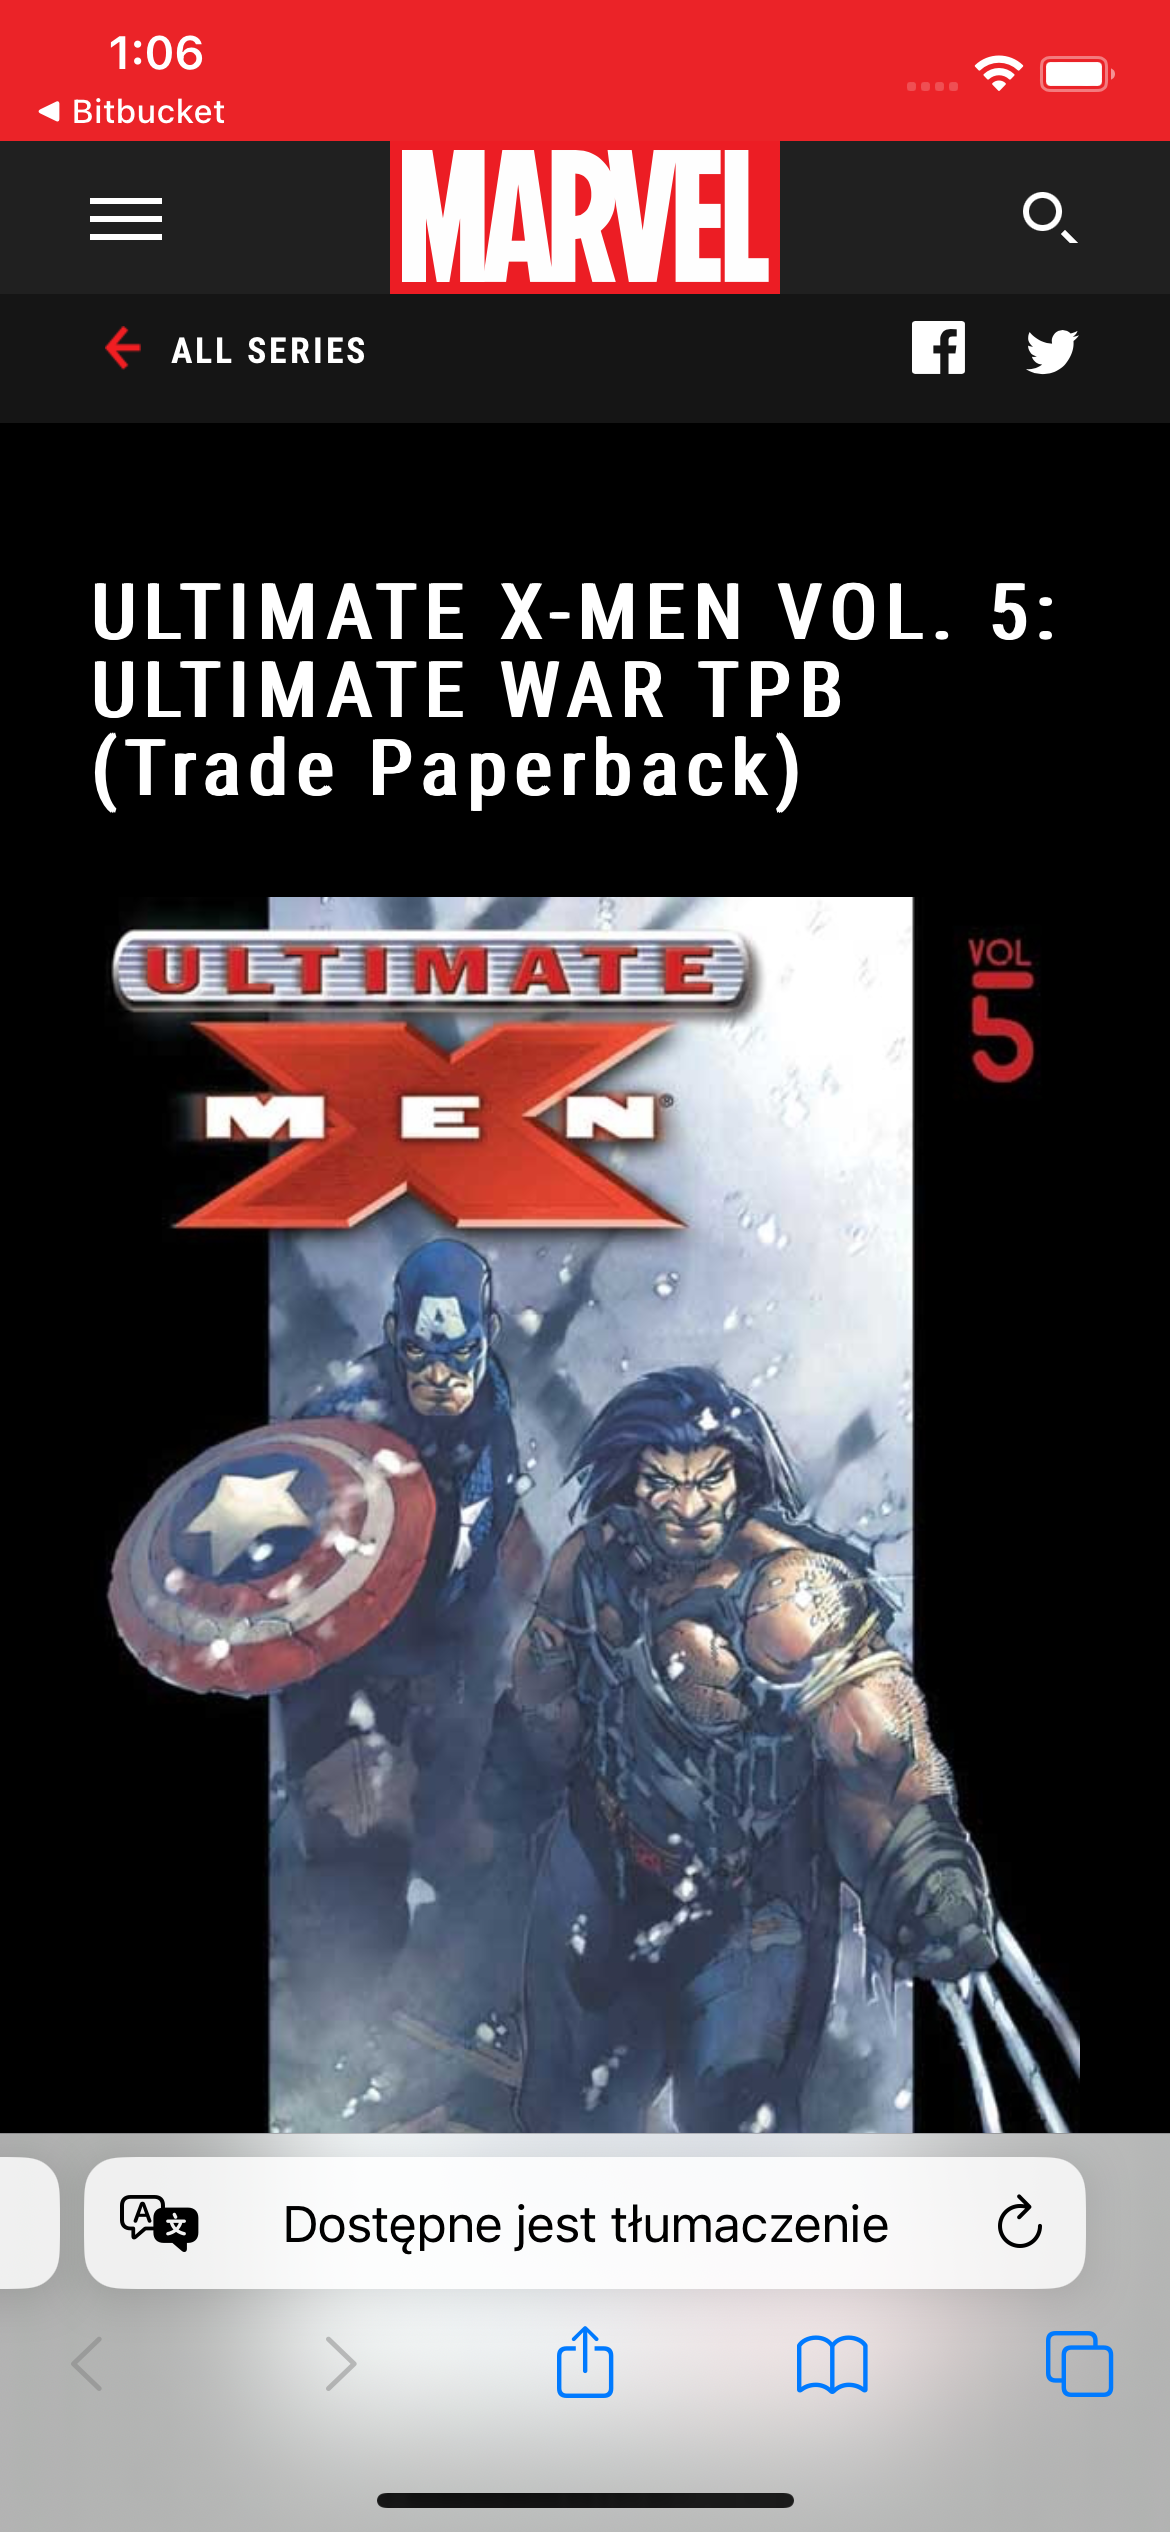 1:06
Bitbucket
MARVEL
ALL SERIES
ULTIMATE X-MEN VOL. 5:
ULTIMATE WAR TPB
(Trade Paperback)
ULTIMATE
VOL
5
X
MEN®
A
A 文
Dostępne jest tłumaczenie